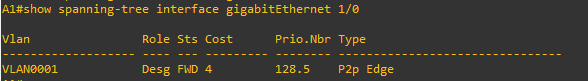 A1#show spanning-tree interface gigabitEthernet 1/0
Vlan Role Sts Cost Prio.Nbr Type
------------------- ---- --- --------- -------- --------------------------------
VLAN0001 Desg FWD 4 128.5 P2p Edge